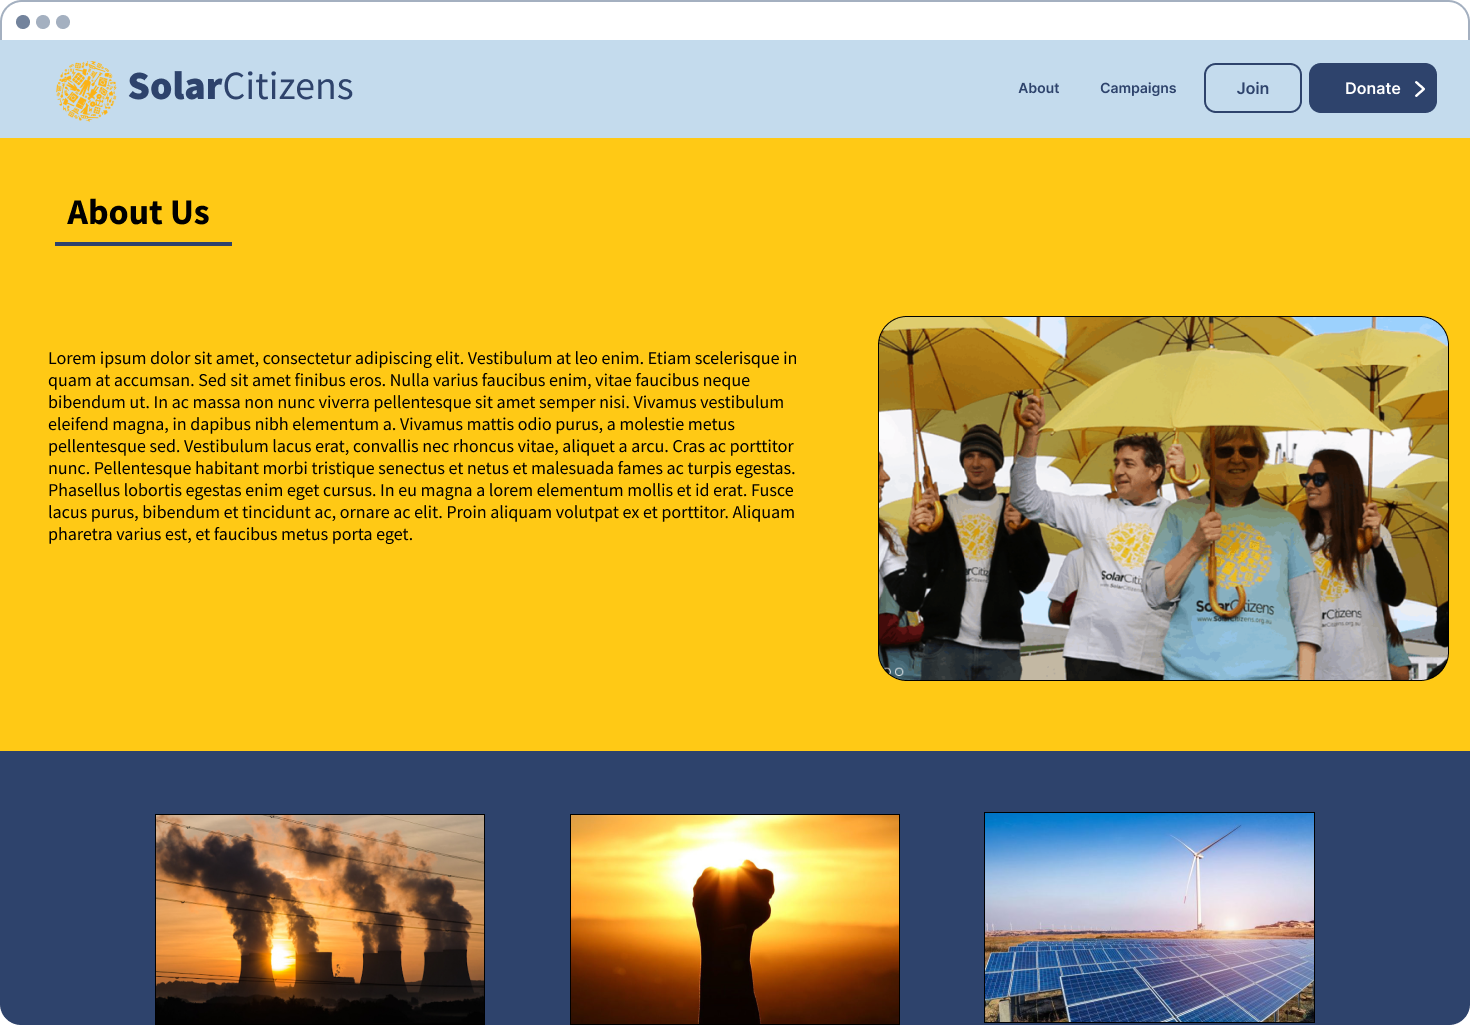 SolarCitizens
About
Campaigns
Join
Donate
About Us
Lorem ipsum dolor sit amet, consectetur adipiscing elit. Vestibulum at leo enim. Etiam scelerisque in
quam at accumsan. Sed sit amet finibus eros. Nulla varius faucibus enim, vitae faucibus neque
bibendum ut. In ac massa non nunc viverra pellentesque sit amet semper nisi. Vivamus vestibulum
eleifend magna, in dapibus nibh elementum a. Vivamus mattis odio purus, a molestie metus
pellentesque sed. Vestibulum lacus erat, convallis nec rhoncus vitae, aliquet a arcu. Cras ac porttitor
nunc. Pellentesque habitant morbi tristique senectus et netus et malesuada fames ac turpis egestas.
Phasellus lobortis egestas enim eget cursus. In eu magna a lorem elementum mollis et id erat. Fusce
lacus purus, bibendum et tincidunt ac, ornare ac elit. Proin aliquam volutpat ex et porttitor. Aliquam
pharetra varius est, et faucibus metus porta eget.